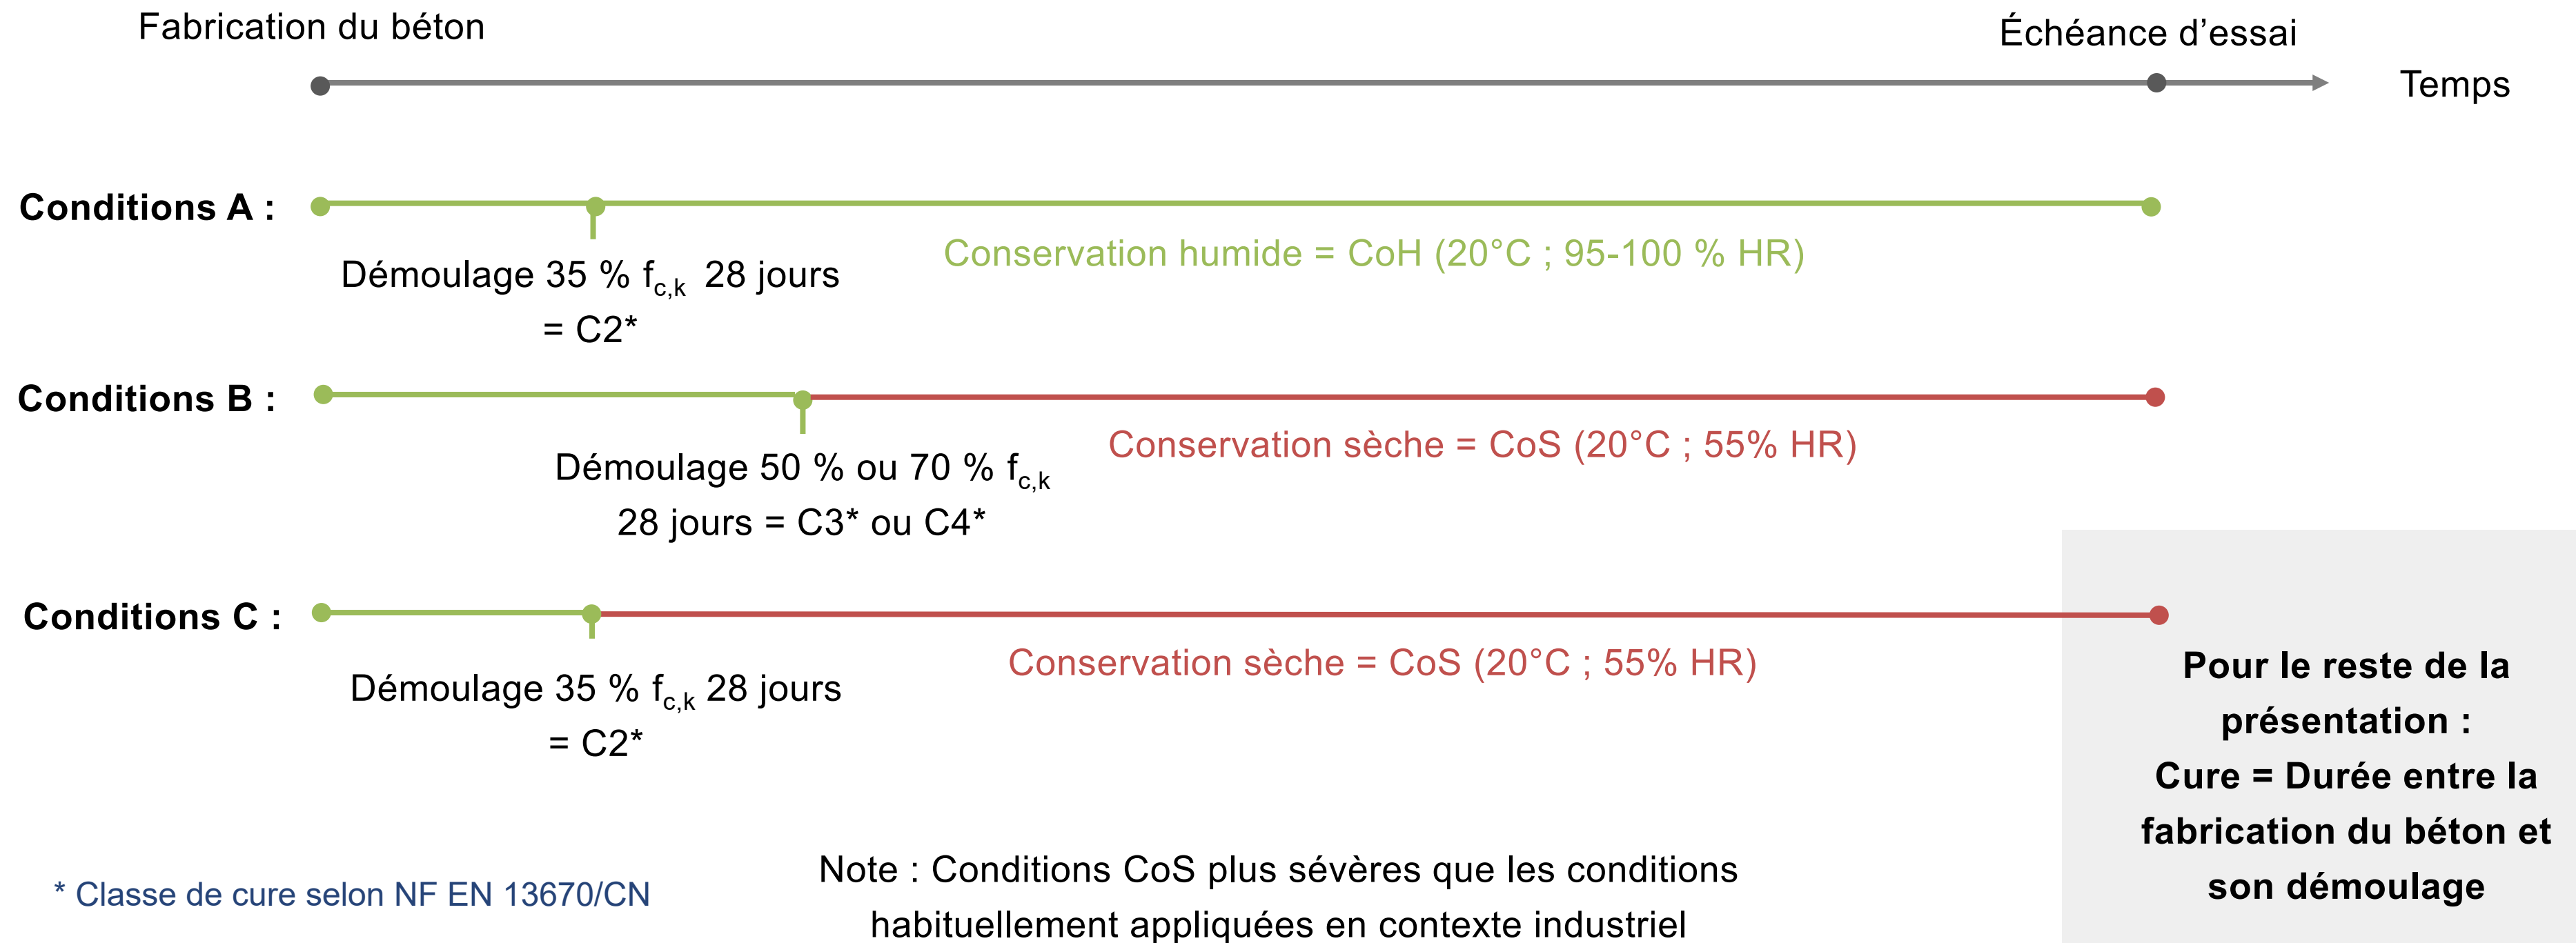 Fabrication du béton
Échéance d’essai
Temps
Conditions A :
Conservation humide = CoH (20°C ; 95-100 % HR)
Démoulage 35 % fc,k 28 jours
= C2*
Conditions B :
Conservation sèche = CoS (20°C ; 55% HR)
Démoulage 50 % ou 70 % fc,k
28 jours = C3* ou C4*
Conditions C :
Conservation sèche = CoS (20°C ; 55% HR)
Démoulage 35 % fc,k 28 jours
= C2*
Pour le reste de la
présentation :
Cure = Durée entre la
fabrication du béton et
son démoulage
Note : Conditions CoS plus sévères que les conditions
habituellement appliquées en contexte industriel
* Classe de cure selon NF EN 13670/CN